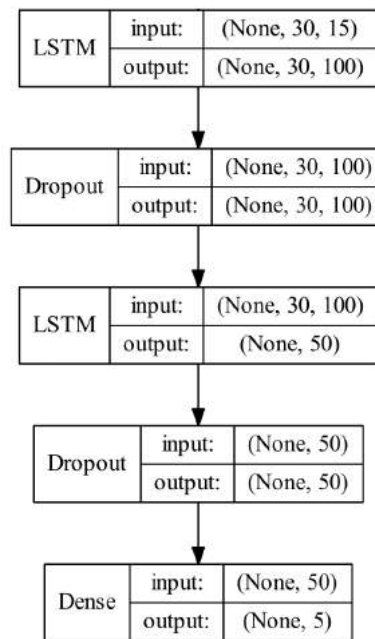 LSTM
input: (None, 30, 15)
output: (None, 30, 100)
Dropout
input: (None, 30, 100)
output: (None, 30, 100)
LSTM
input: (None, 30, 100)
output: (None, 50)
Dropout
input: (None, 50)
output: (None, 50)
Dense
input: (None, 50)
output: (None, 5)